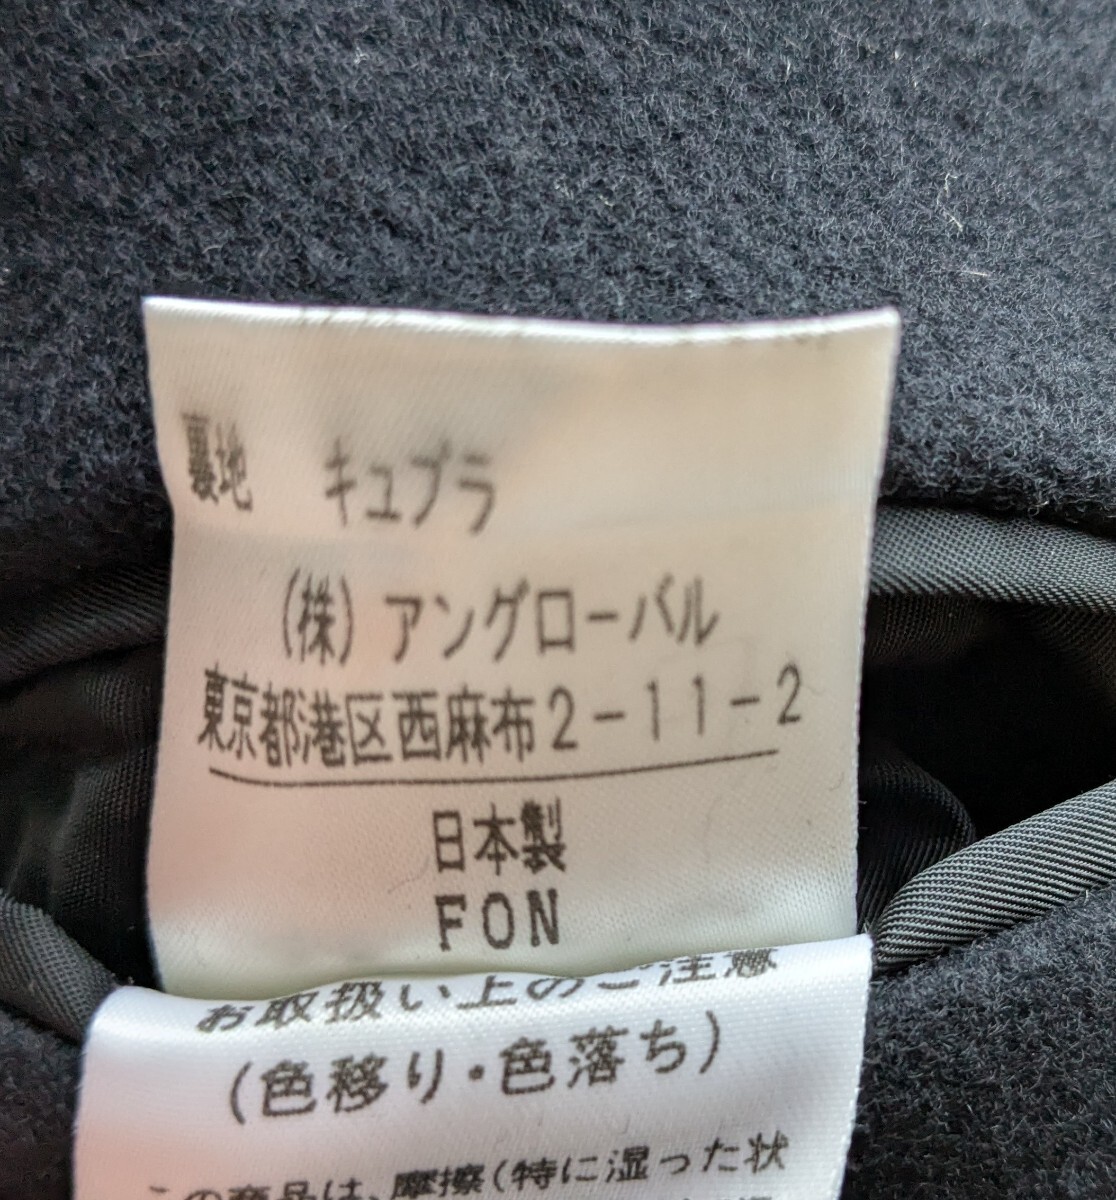 裏地 キュプラ
(株)アングローバル
東京都港区西麻布2-11-2
日本製
FON
お取扱い上のご注意
(色移り・色落ち)
この商品は、摩擦(特に湿った状